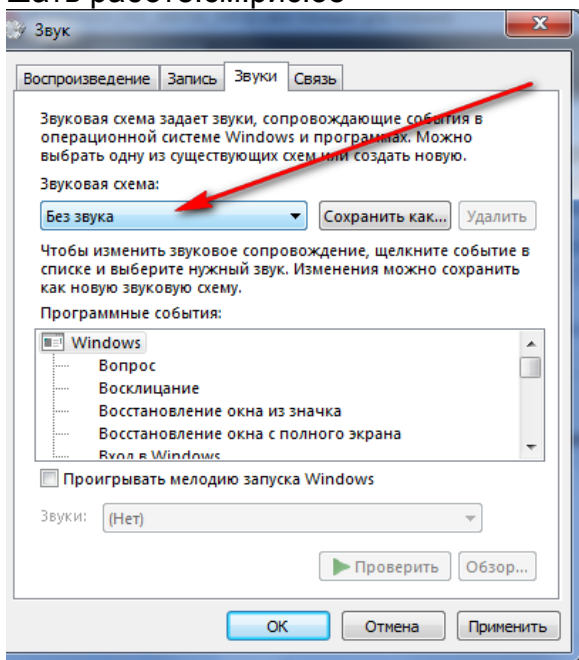 Звук
Воспроизведение Запись Звуки Связь
Звуковая схема задает звуки, сопровождающие события в
операционной системе Windows и программах. Можно
выбрать одну из существующих схем или создать новую.
Звуковая схема:
Без звука Сохранить как... Удалить
Чтобы изменить звуковое сопровождение, щелкните событие в
списке и выберите нужный звук. Изменения можно сохранить
как новую звуковую схему.
Программные события:
Windows
Вопрос
Восклицание
Восстановление окна из значка
Восстановление окна с полного экрана
Вход в Windows
Проигрывать мелодию запуска Windows
Звуки: (Нет)
Проверить Обзор...
ОК Отмена Применить